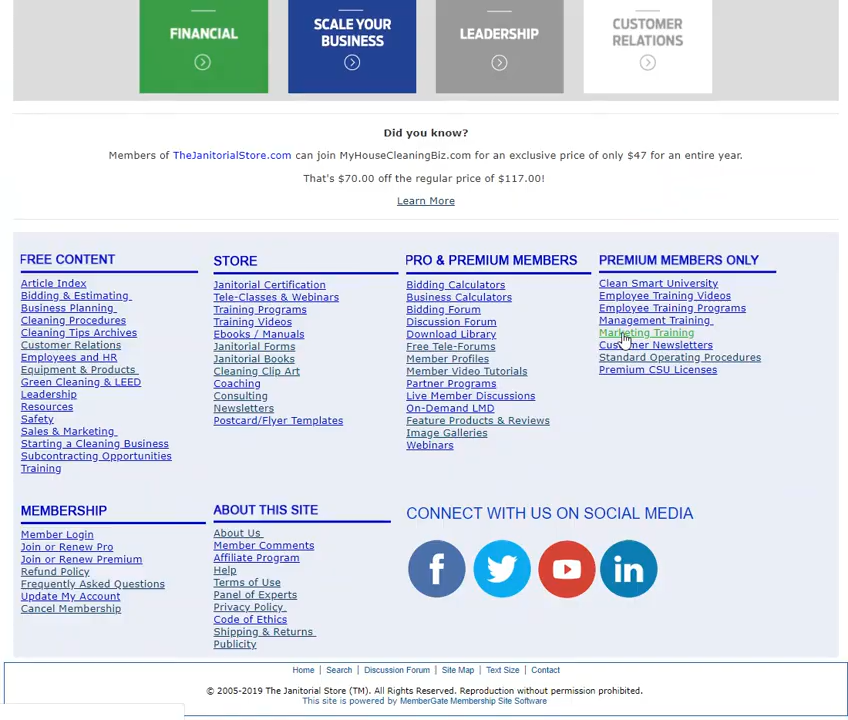 FINANCIAL
SCALE YOUR
BUSINESS
LEADERSHIP
CUSTOMER
RELATIONS
Did you know?
Members of TheJanitorialStore.com can join MyHouseCleaningBiz.com for an exclusive price of only $47 for an entire year.
That's $70.00 off the regular price of $117.00!
Learn More
FREE CONTENT
Article Index
Bidding & Estimating
Business Planning
Cleaning Procedures
Cleaning Tips Archives
Customer Relations
Employees and HR
Equipment & Products
Green Cleaning & LEED
Leadership
Resources
Safety
Sales & Marketing
Starting a Cleaning Business
Subcontracting Opportunities
Training
STORE
Janitorial Certification
Tele-Classes & Webinars
Training Programs
Training Videos
Ebooks / Manuals
Janitorial Forms
Janitorial Books
Cleaning Clip Art
Coaching
Consulting
Newsletters
Postcard/Flyer Templates
PRO & PREMIUM MEMBERS
Bidding Calculators
Business Calculators
Bidding Forum
Discussion Forum
Download Library
Free Tele-Forums
Member Profiles
Member Video Tutorials
Partner Programs
Live Member Discussions
On-Demand LMD
Feature Products & Reviews
Image Galleries
Webinars
PREMIUM MEMBERS ONLY
Clean Smart University
Employee Training Videos
Employee Training Programs
Management Training
Marketing Training
Customer Newsletters
Standard Operating Procedures
Premium CSU Licenses
MEMBERSHIP
Member Login
Join or Renew Pro
Join or Renew Premium
Refund Policy
Frequently Asked Questions
Update My Account
Cancel Membership
ABOUT THIS SITE
About Us
Member Comments
Affiliate Program
Help
Terms of Use
Panel of Experts
Privacy Policy
Code of Ethics
Shipping & Returns
Publicity
CONNECT WITH US ON SOCIAL MEDIA
Home | Search | Discussion Forum | Site Map | Text Size | Contact
© 2005-2019 The Janitorial Store (TM). All Rights Reserved. Reproduction without permission prohibited.
This site is powered by MemberGate Membership Site Software